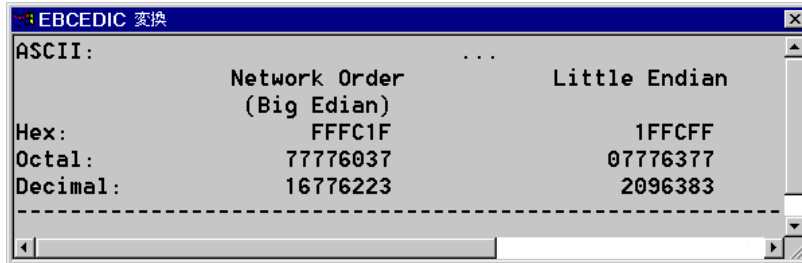 EBCEDIC 変換
ASCII: ...
Network Order Little Endian
(Big Edian)
Hex: FFFC1F 1FFCFF
Octal: 77776037 07776377
Decimal: 16776223 2096383